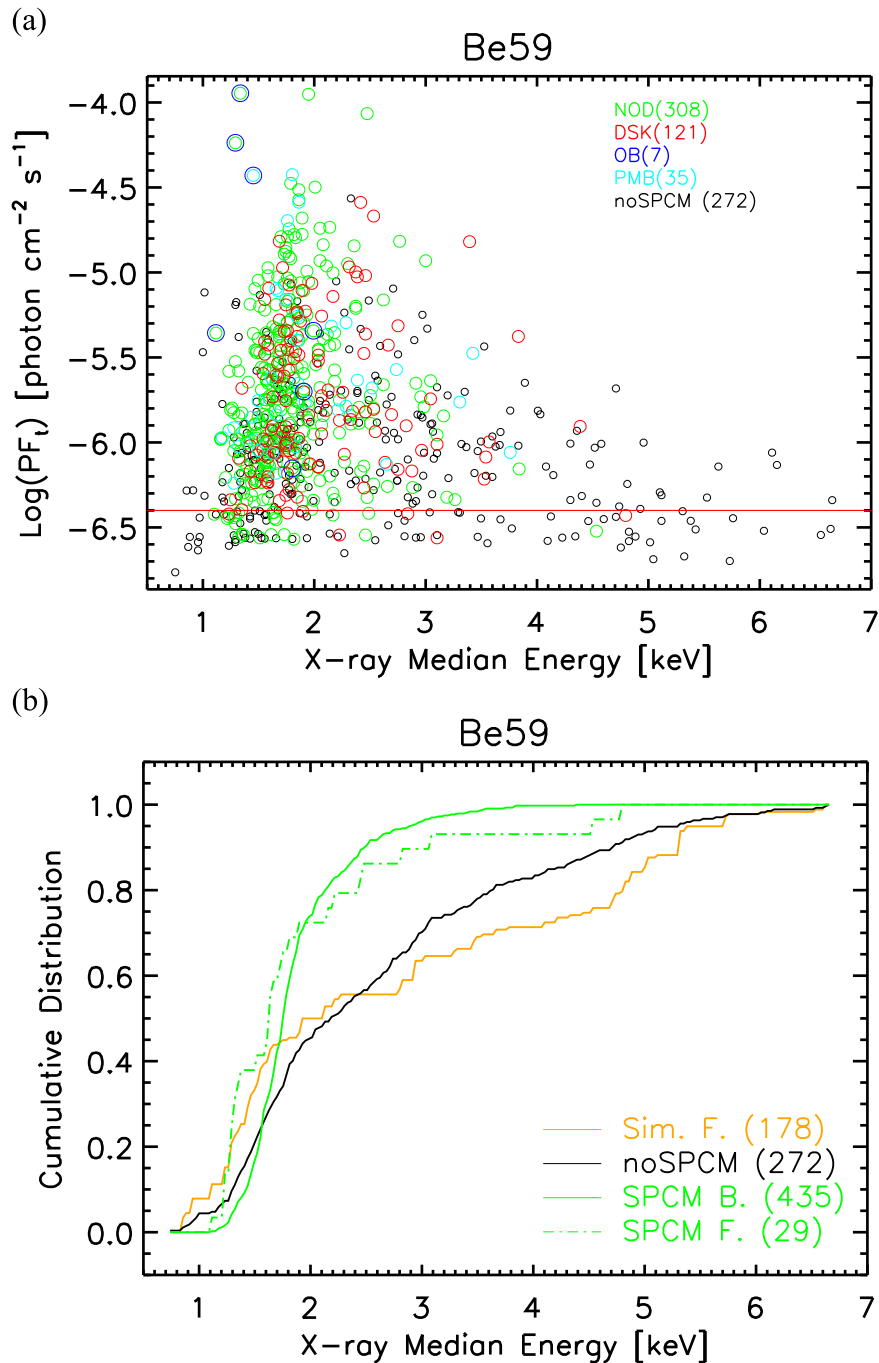 (a)
Be59
NOD(308)
DSK(121)
OB(7)
PMB(35)
noSPCM (272)
Log(PFt) [photon cm−2 s−1]
−4.0
−4.5
−5.0
−5.5
−6.0
−6.5
1 2 3 4 5 6 7
X−ray Median Energy [keV]
(b)
Be59
Cumulative Distribution
1.0
0.8
0.6
0.4
0.2
0.0
Sim. F. (178)
noSPCM (272)
SPCM B. (435)
SPCM F. (29)
1 2 3 4 5 6 7
X−ray Median Energy [keV]